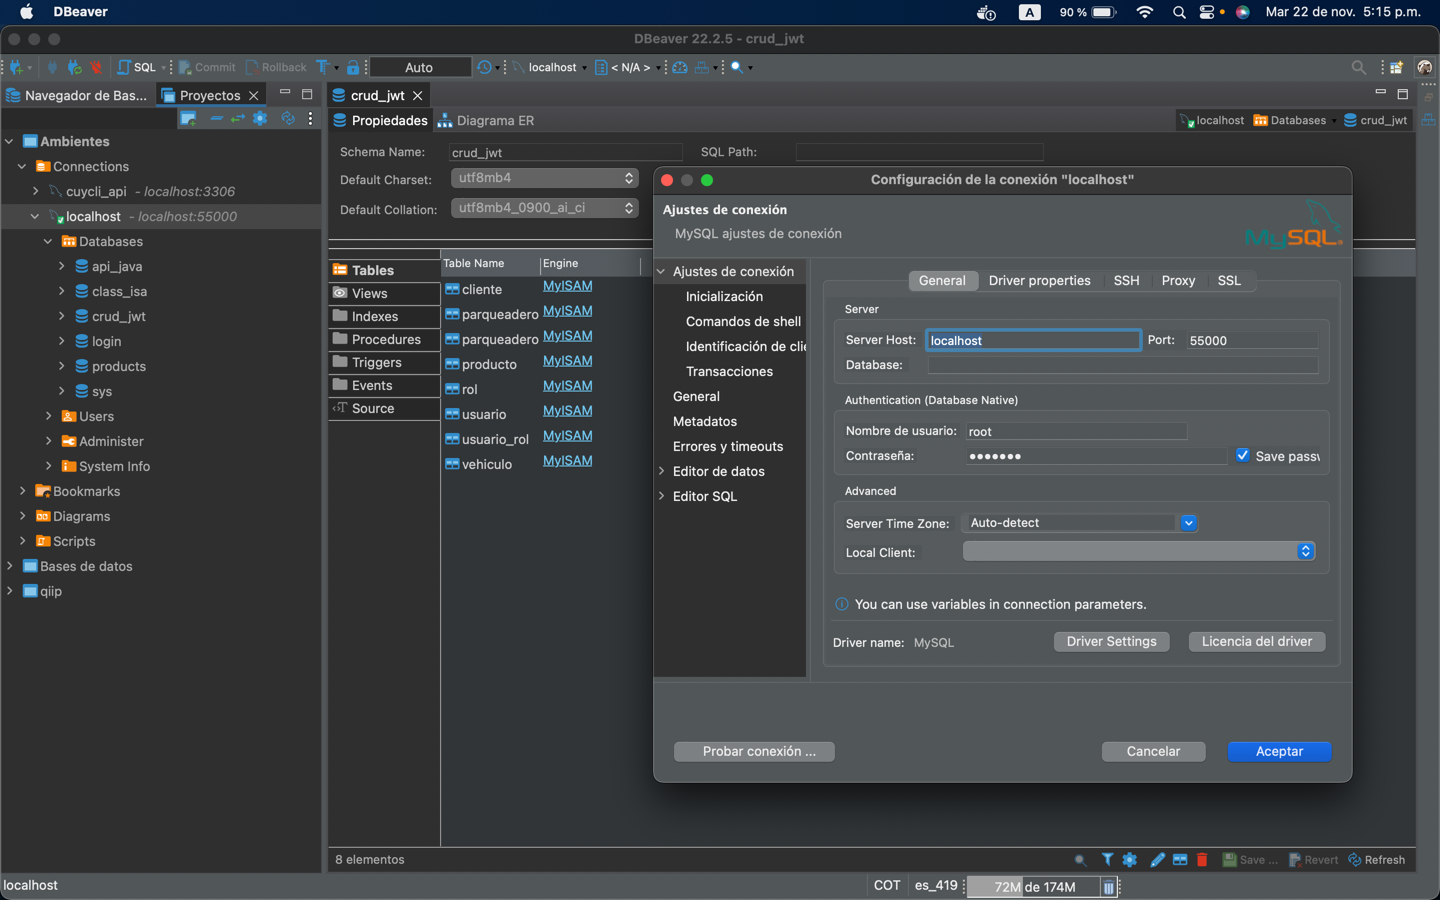 DBeaver
A
90 %
Mar 22 de nov. 5:15 p.m.
DBeaver 22.2.5 - crud_jwt
SQL
Commit
Rollback
Auto
localhost
< N/A >
Navegador de Bas...
Proyectos
crud_jwt
Propiedades
Diagrama ER
localhost
Databases
crud_jwt
Ambientes
Connections
cuycli_api - localhost:3306
localhost - localhost:55000
Databases
api_java
class_isa
crud_jwt
login
products
sys
Users
Administer
System Info
Bookmarks
Diagrams
Scripts
Bases de datos
qiip
Schema Name: crud_jwt
SQL Path:
Default Charset: utf8mb4
Default Collation: utf8mb4_0900_ai_ci
Tables
Views
Indexes
Procedures
Triggers
Events
Source
Table Name Engine
cliente MyISAM
parqueadero MyISAM
parqueadero MyISAM
producto MyISAM
rol MyISAM
usuario MyISAM
usuario_rol MyISAM
vehiculo MyISAM
Configuración de la conexión "localhost"
Ajustes de conexión
MySQL ajustes de conexión
MySQL
Ajustes de conexión
Inicialización
Comandos de shell
Identificación de clie
Transacciones
General
Metadatos
Errores y timeouts
Editor de datos
Editor SQL
General Driver properties SSH Proxy SSL
Server
Server Host: localhost Port: 55000
Database:
Authentication (Database Native)
Nombre de usuario: root
Contraseña: •••••••
Save passw
Advanced
Server Time Zone: Auto-detect
Local Client:
You can use variables in connection parameters.
Driver name: MySQL
Driver Settings
Licencia del driver
Probar conexión ...
Cancelar
Aceptar
8 elementos
Save ...
Revert
Refresh
localhost
COT
es_419
72M de 174M